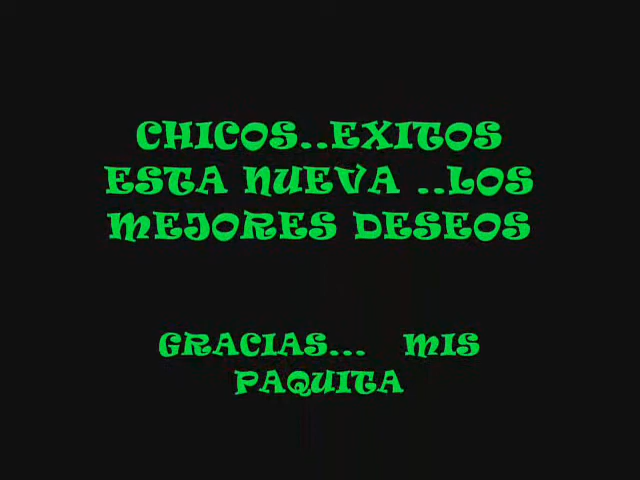 CHICOS..EXITOS
ESTA NUEVA ..LOS
MEJORES DESEOS
GRACIAS... MIS
PAQUITA